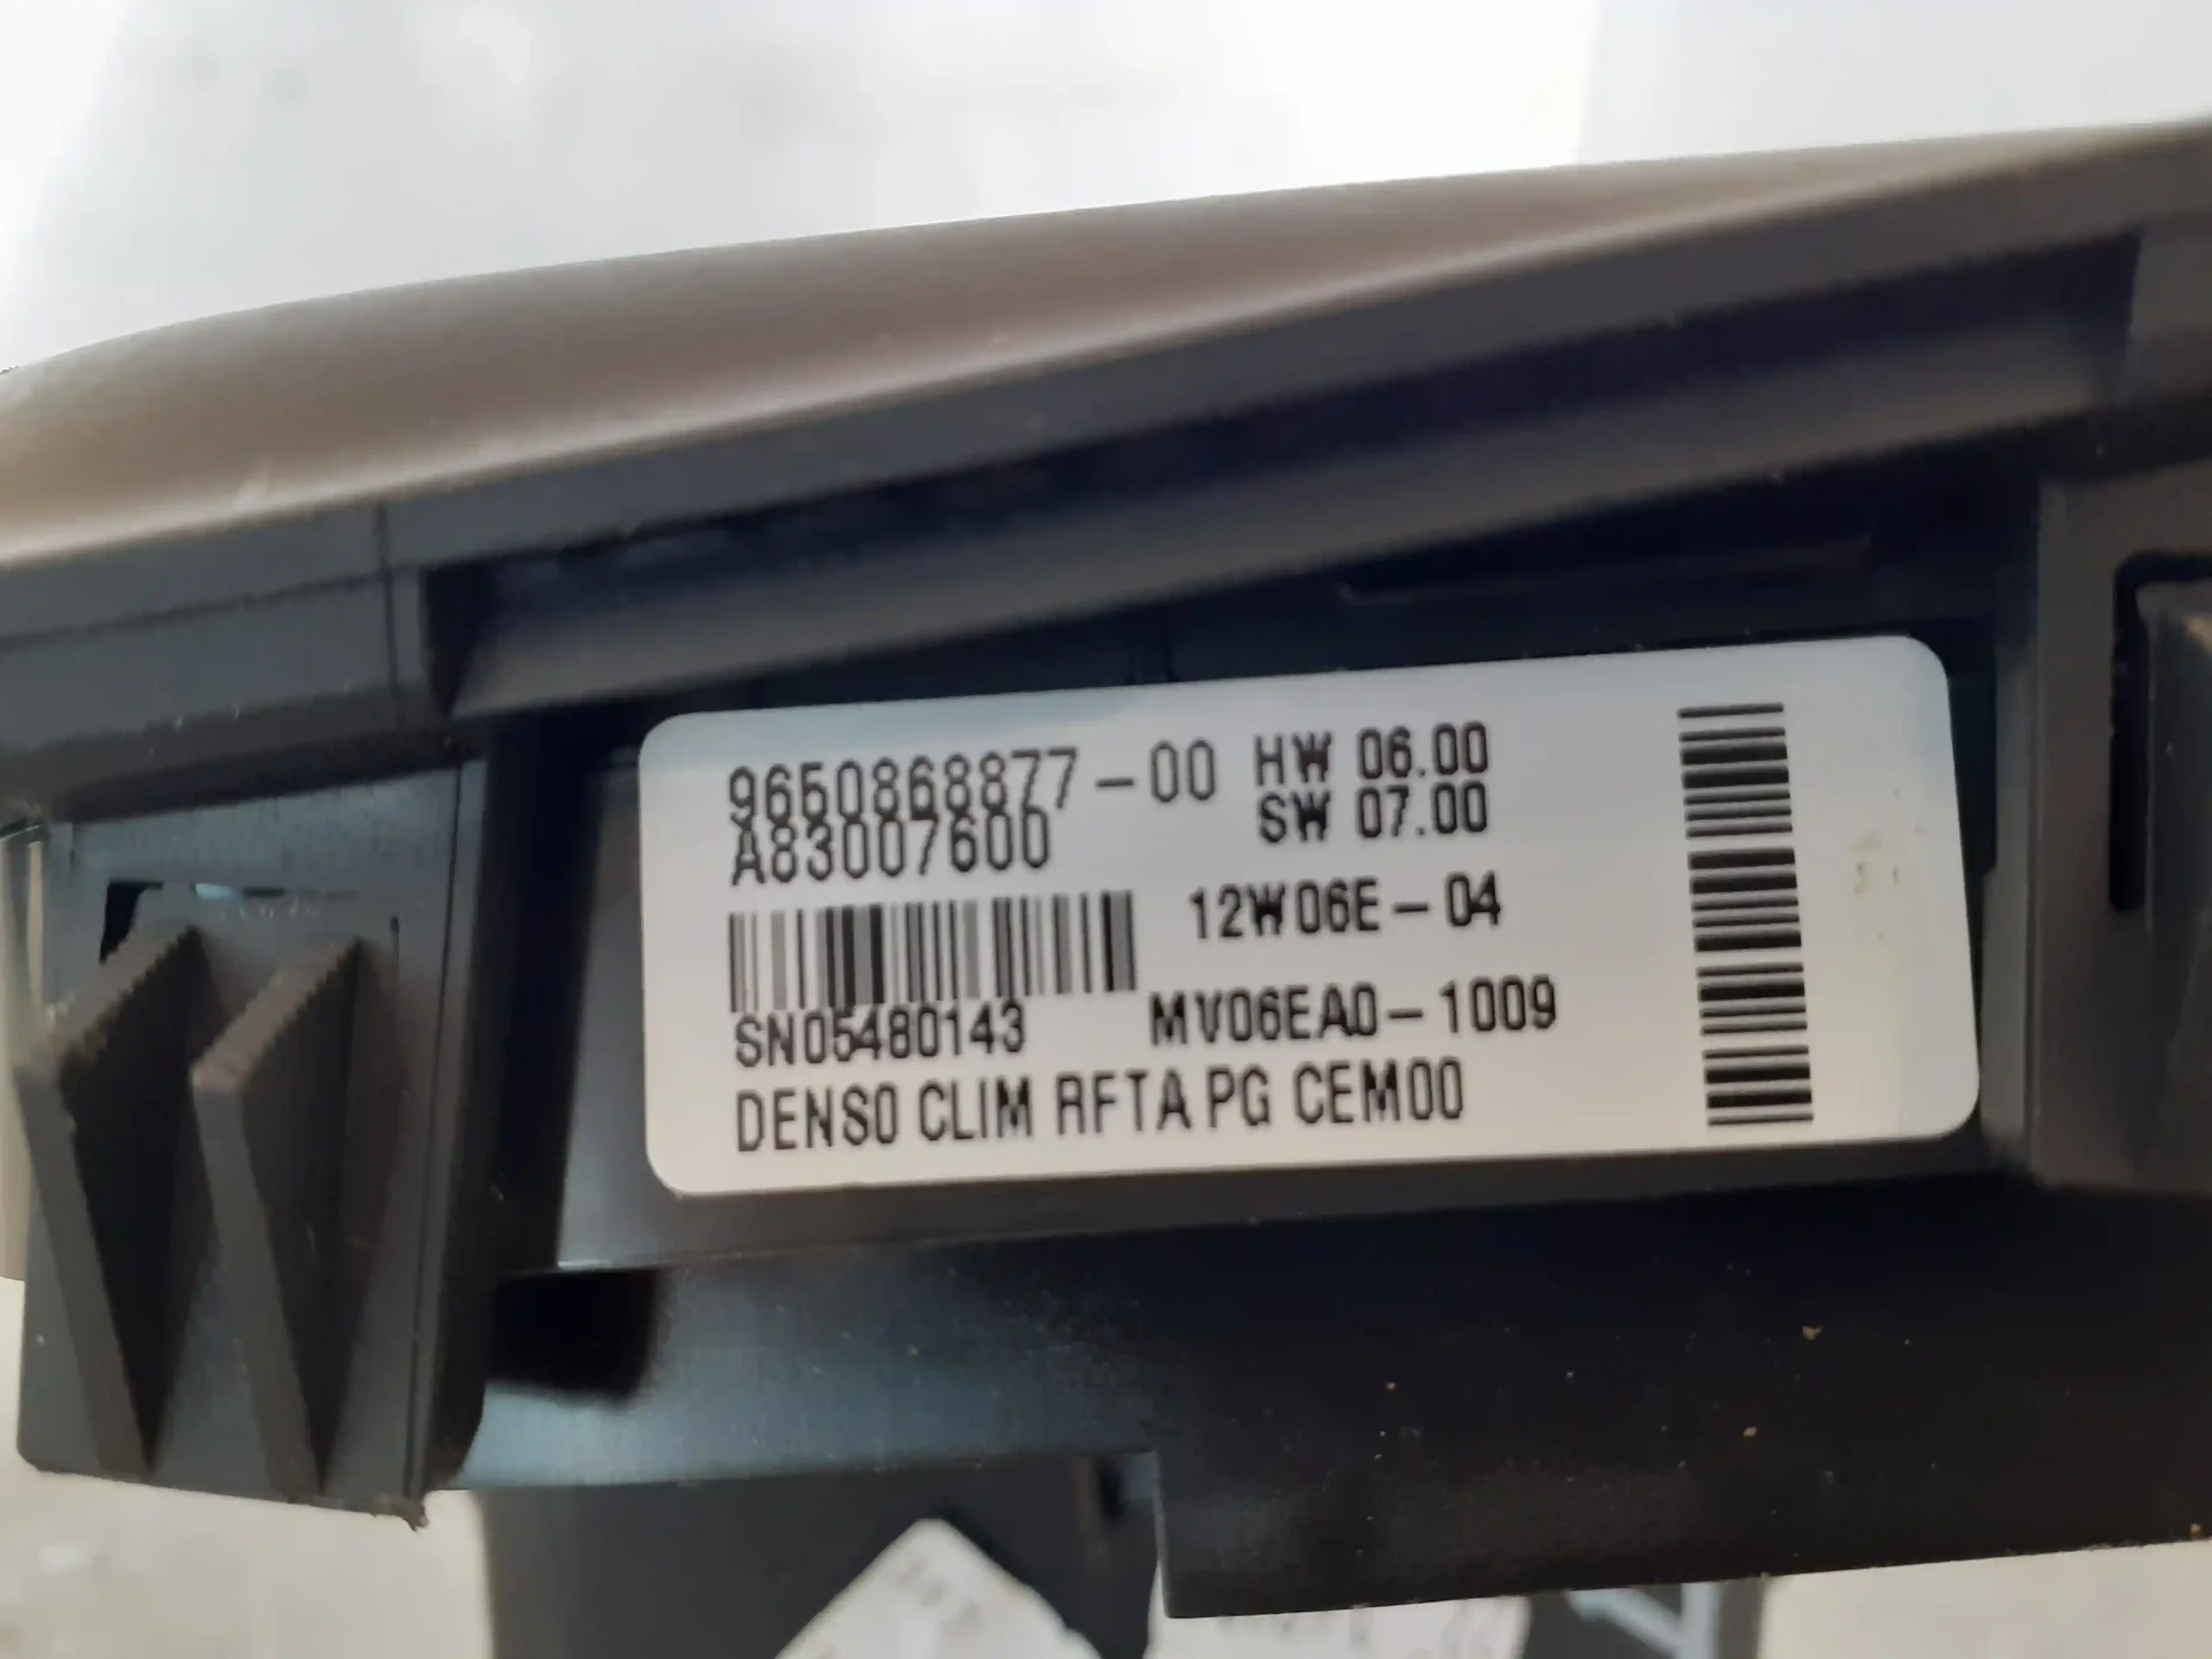 9650868877-00 HW 06.00
A83007600 SW 07.00
12W06E-04
SN05480143 MV06EA0-1009
DENSO CLIM RFTA PG CEM00